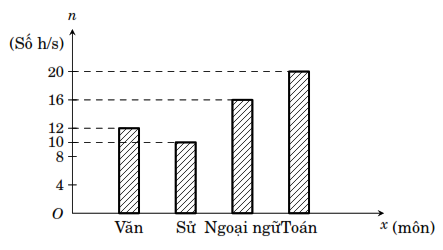 n
(Số h/s)
20
16
12
10
8
4
O
Văn Sử Ngoại ngữ Toán
x (môn)